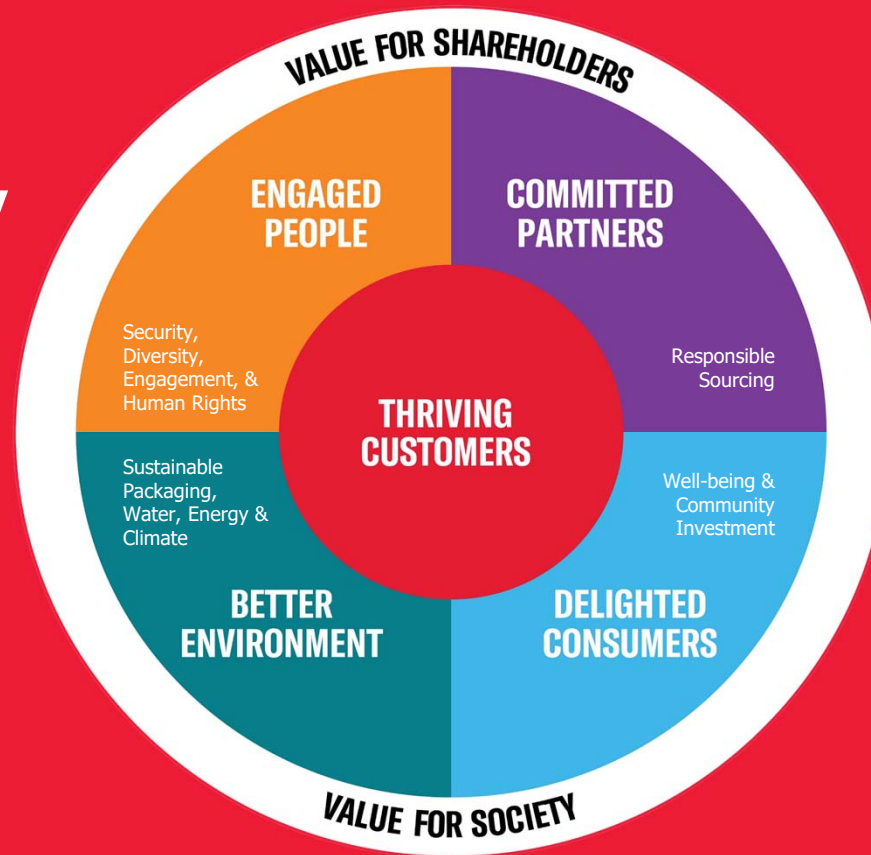 VALUE FOR SHAREHOLDERS
ENGAGED
PEOPLE
COMMITTED
PARTNERS
Security,
Diversity,
Engagement, &
Human Rights
Responsible
Sourcing
THRIVING
CUSTOMERS
Sustainable
Packaging,
Water, Energy &
Climate
Well-being &
Community
Investment
BETTER
ENVIRONMENT
DELIGHTED
CONSUMERS
VALUE FOR SOCIETY